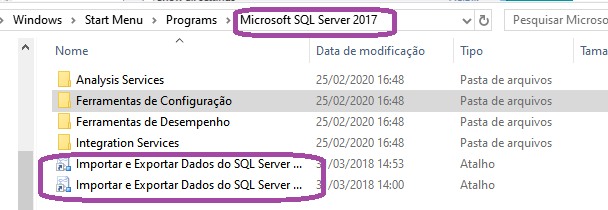 Windows > Start Menu > Programs > Microsoft SQL Server 2017
Pesquisar Microso
Nome Data de modificação Tipo Tama
Analysis Services 25/02/2020 16:48 Pasta de arquivos
Ferramentas de Configuração 25/02/2020 16:48 Pasta de arquivos
Ferramentas de Desempenho 25/02/2020 16:48 Pasta de arquivos
Integration Services 25/02/2020 16:48 Pasta de arquivos
Importar e Exportar Dados do SQL Server ... 31/03/2018 14:53 Atalho
Importar e Exportar Dados do SQL Server ... 31/03/2018 14:00 Atalho